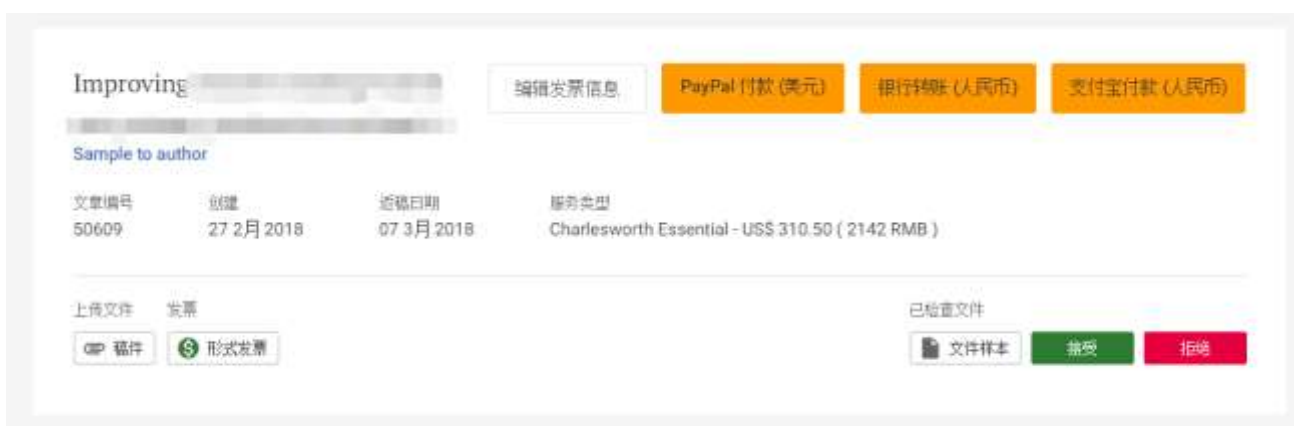 Improving
编辑发票信息
PayPal 付款 (美元)
银行转账 (人民币)
支付宝付款 (人民币)
Sample to author
文章编号 创建 返稿日期 服务类型
50609 27 2月 2018 07 3月 2018 Charlesworth Essential - US$ 310.50 ( 2142 RMB )
上传文件 发票 已检查文件
稿件 形式发票 文件样本 接受 拒绝